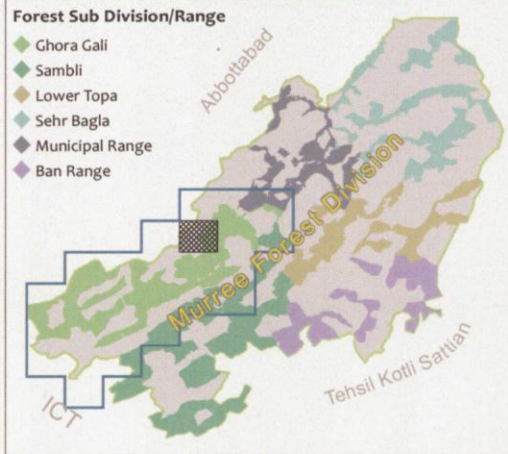 Forest Sub Division/Range
Ghora Gali
Sambli
Lower Topa
Sehr Bagla
Municipal Range
Ban Range
Abbottabad
Murree Forest Division
Tehsil Kotli Sattian
ICT